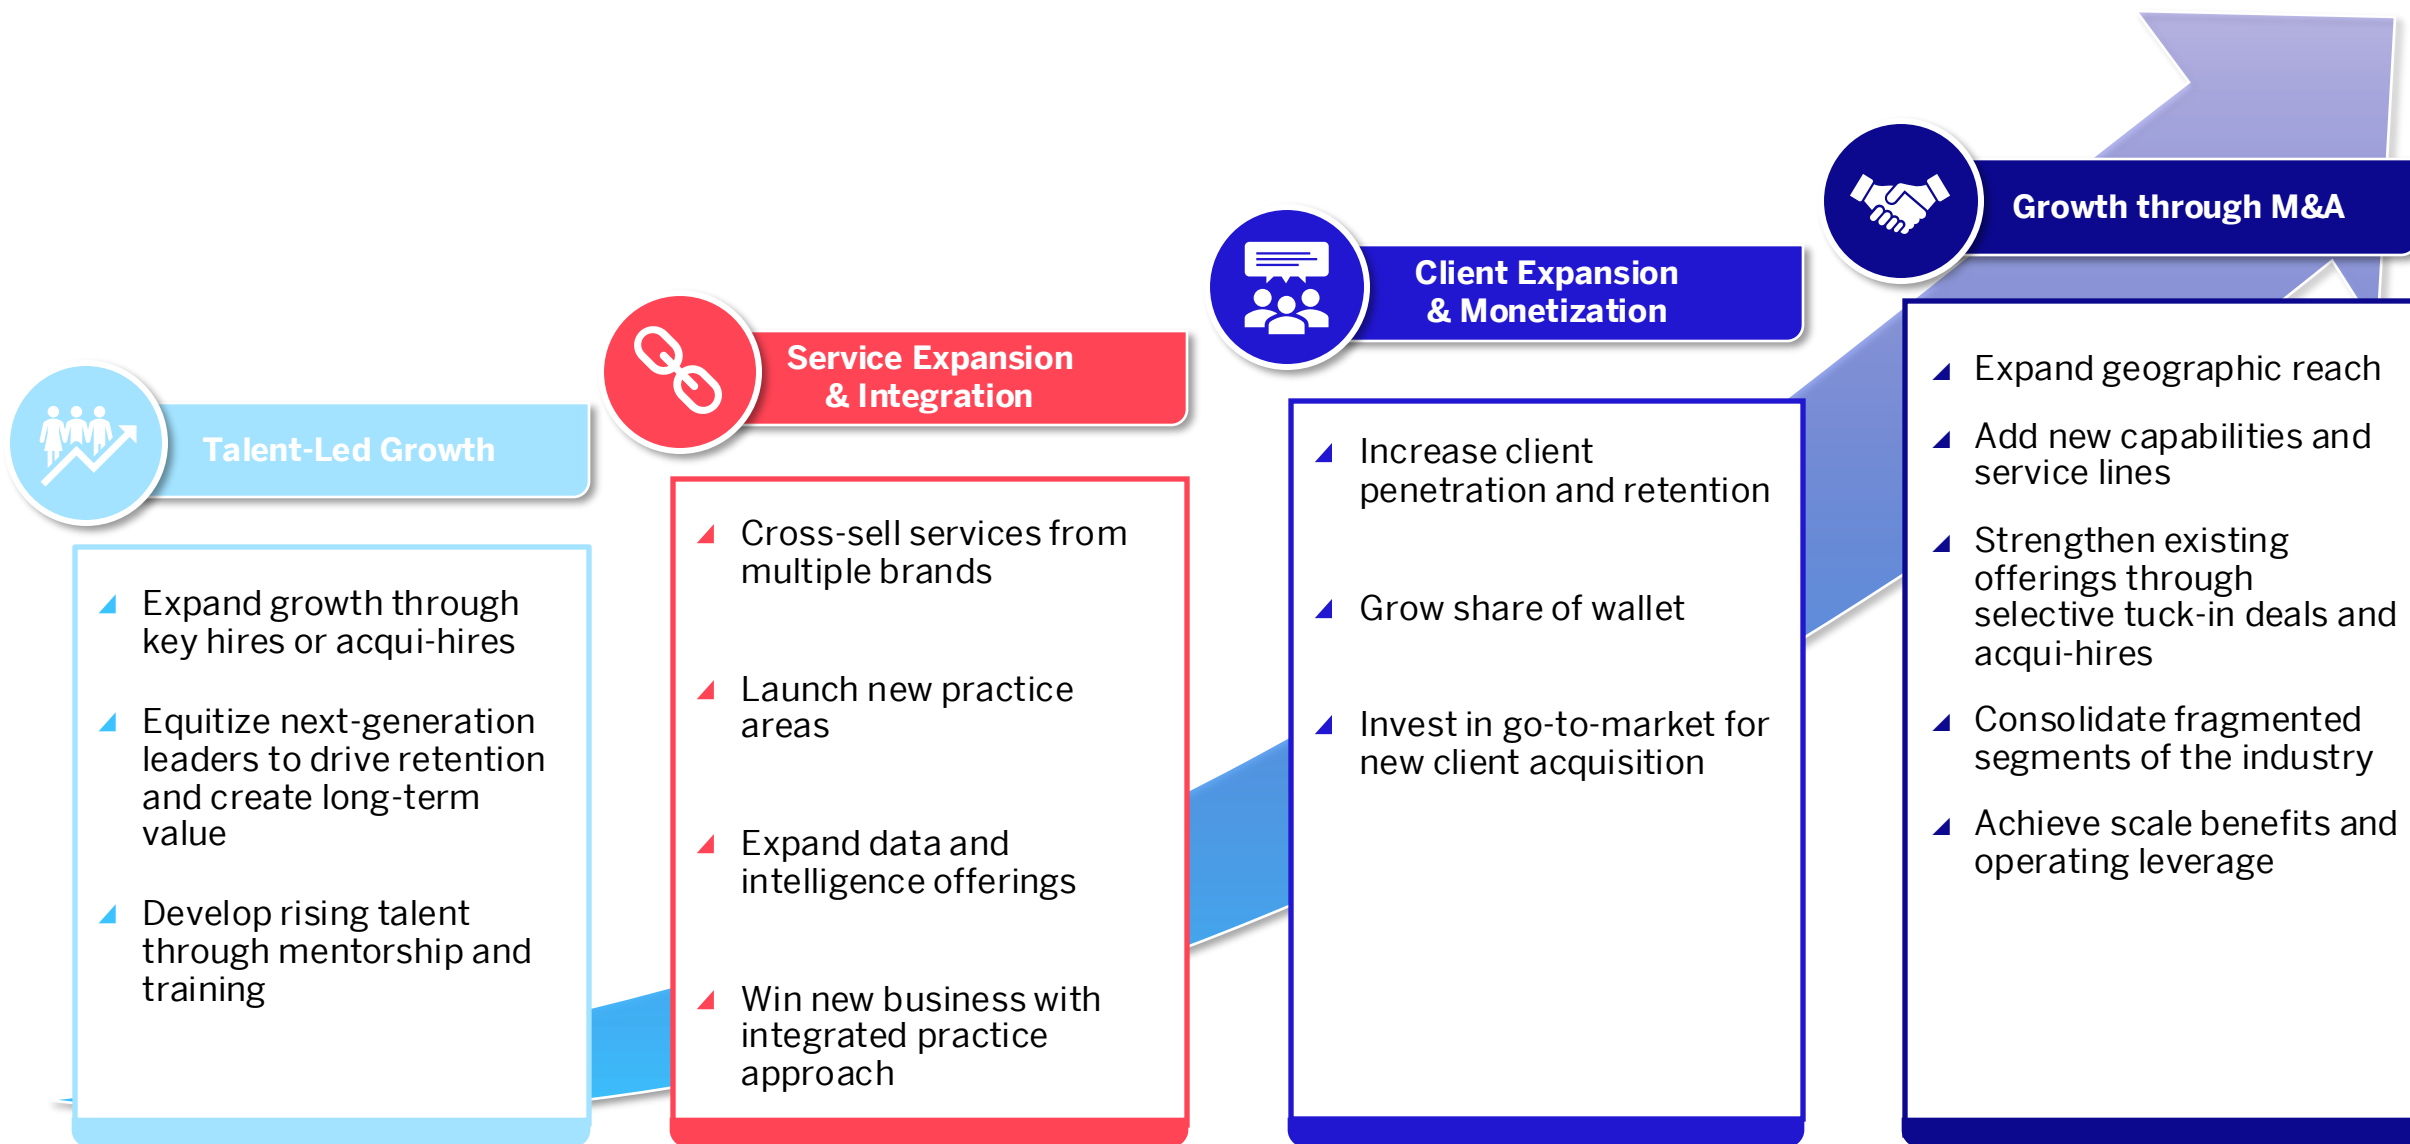 Talent-Led Growth
Expand growth through
key hires or acqui-hires
Equitize next-generation
leaders to drive retention
and create long-term
value
Develop rising talent
through mentorship and
training
Service Expansion
& Integration
Cross-sell services from
multiple brands
Launch new practice
areas
Expand data and
intelligence offerings
Win new business with
integrated practice
approach
Client Expansion
& Monetization
Increase client
penetration and retention
Grow share of wallet
Invest in go-to-market for
new client acquisition
Growth through M&A
Expand geographic reach
Add new capabilities and
service lines
Strengthen existing
offerings through
selective tuck-in deals and
acqui-hires
Consolidate fragmented
segments of the industry
Achieve scale benefits and
operating leverage